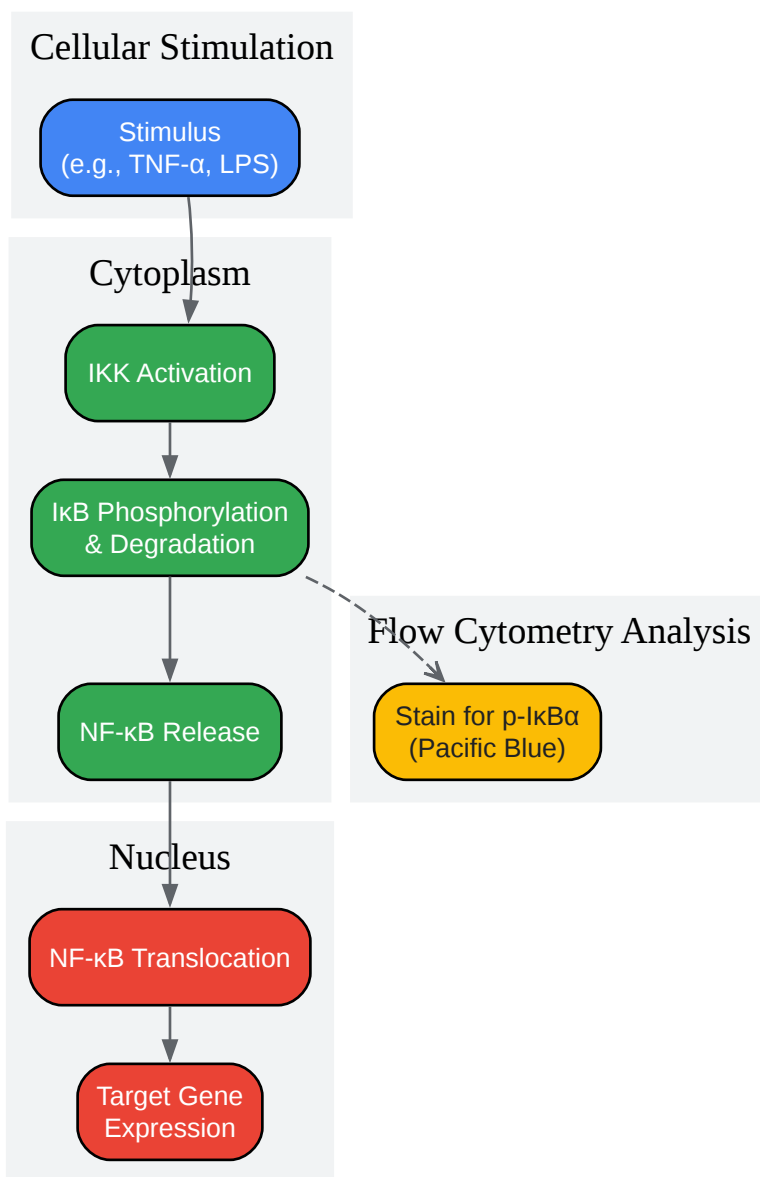 Cellular Stimulation
Stimulus
(e.g., TNF-α, LPS)
Cytoplasm
IKK Activation
IκB Phosphorylation
& Degradation
Flow Cytometry Analysis
NF-κB Release
Stain for p-IκBα
(Pacific Blue)
Nucleus
NF-κB Translocation
Target Gene
Expression